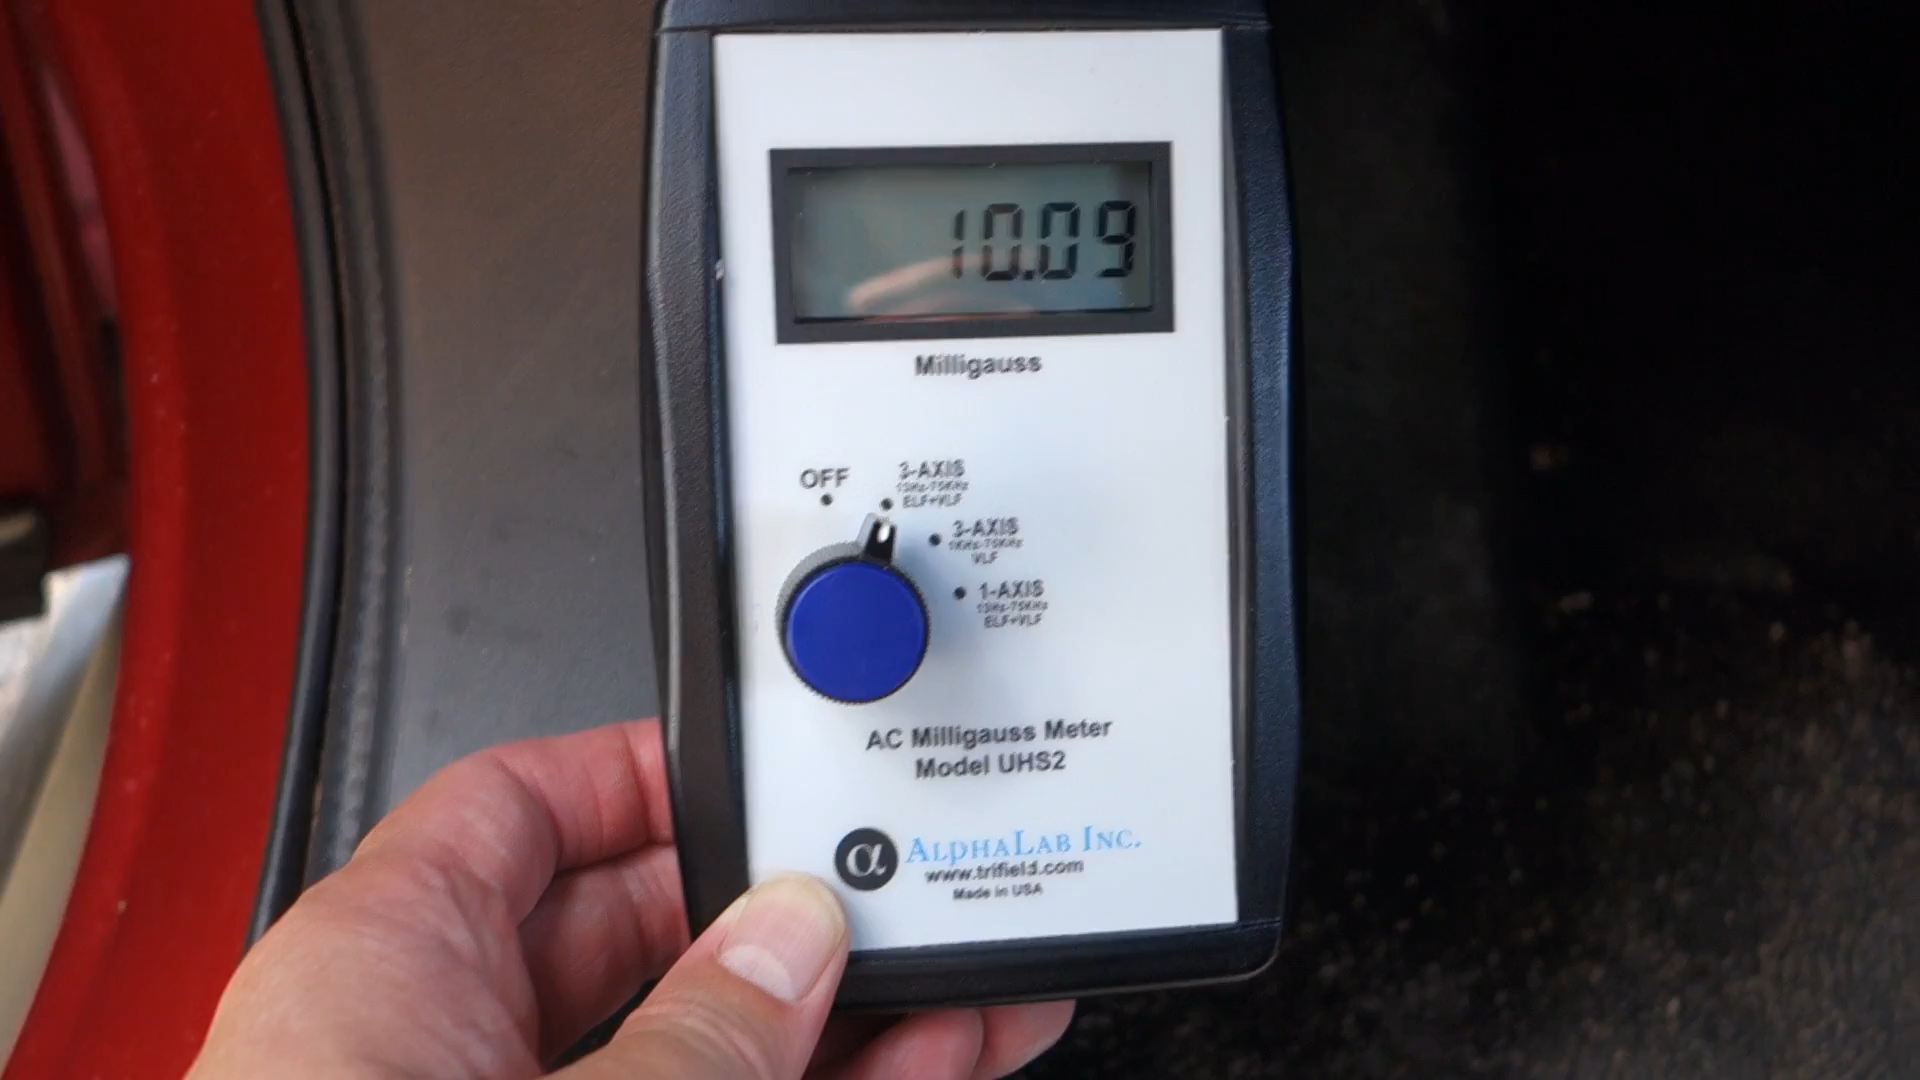 10.09
Milligauss
OFF
3-AXIS
13Hz-75KHz
ELF+VLF
3-AXIS
1KHz-75KHz
VLF
1-AXIS
13Hz-75KHz
ELF+VLF
AC Milligauss Meter
Model UHS2
α ALPHALAB INC.
www.trifield.com
Made in USA